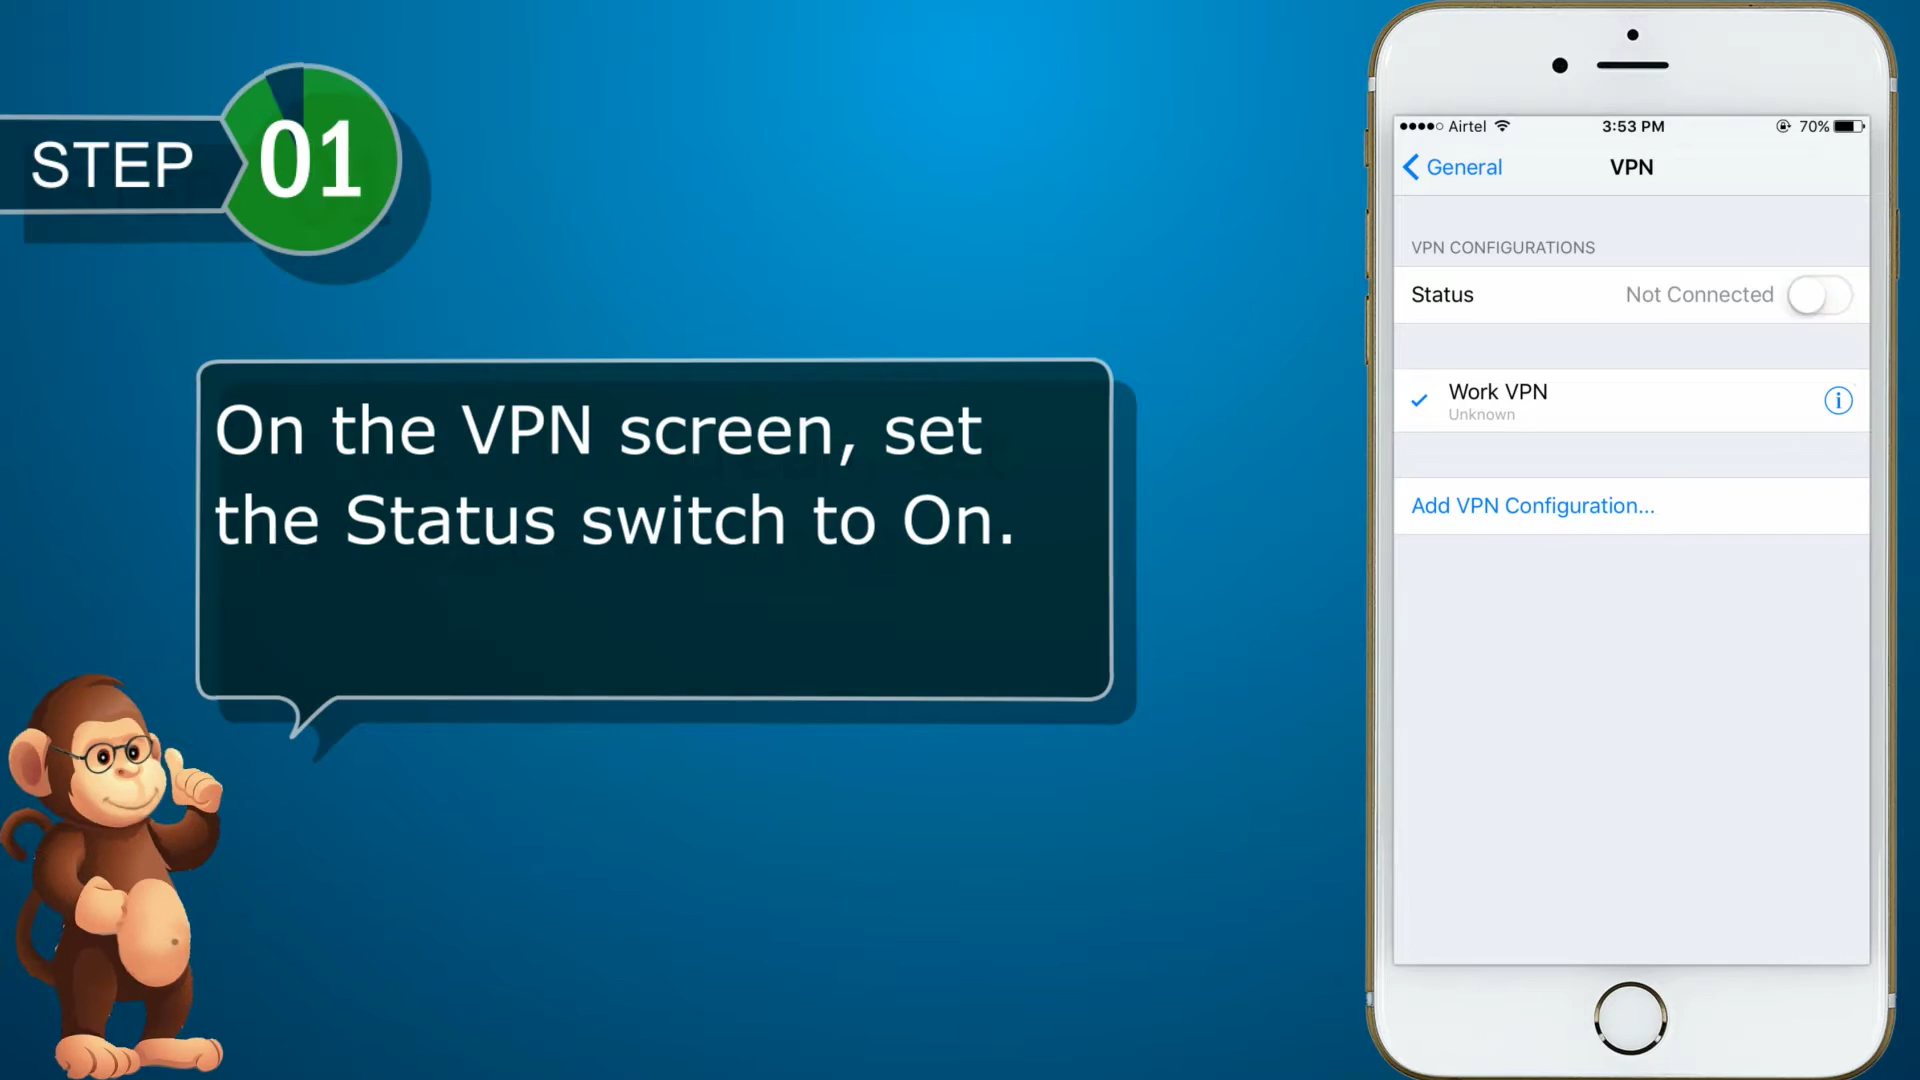 STEP 01
On the VPN screen, set
the Status switch to On.
Airtel 3:53 PM 70%
General VPN
VPN CONFIGURATIONS
Status Not Connected
Work VPN
Unknown
Add VPN Configuration...